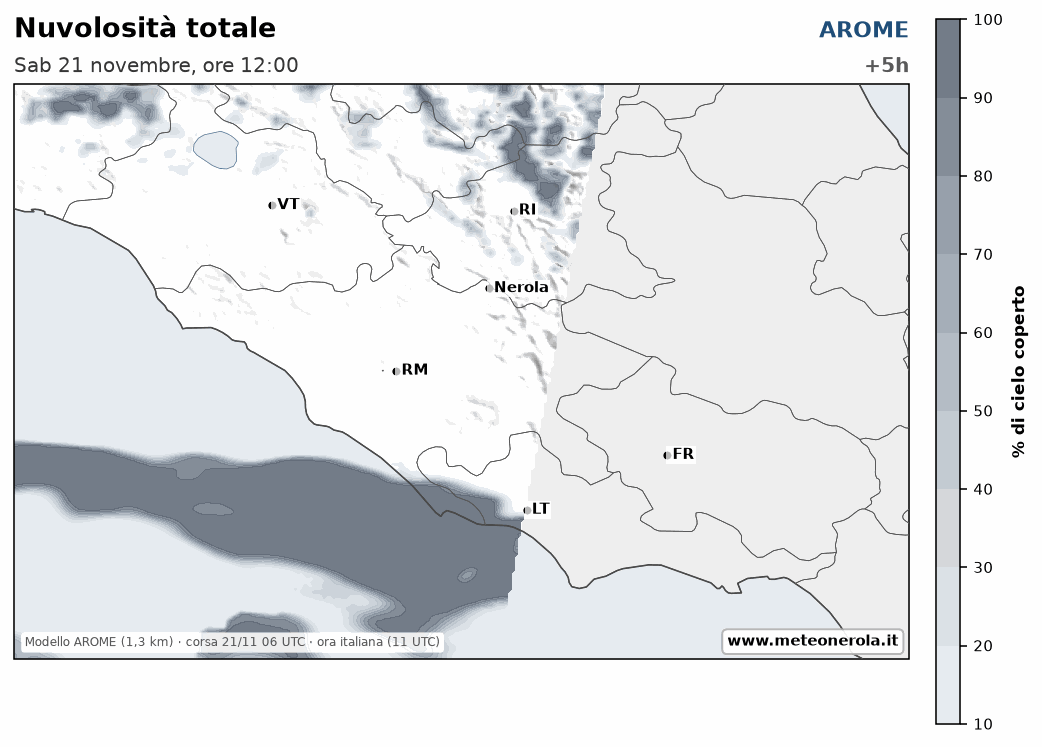 Nuvolosità totale
AROME
Sab 21 novembre, ore 12:00
+5h
100
90
80
70
60
50
40
30
20
10
% di cielo coperto
VT
RI
Nerola
RM
FR
LT
Modello AROME (1,3 km) · corsa 21/11 06 UTC · ora italiana (11 UTC)
www.meteonerola.it